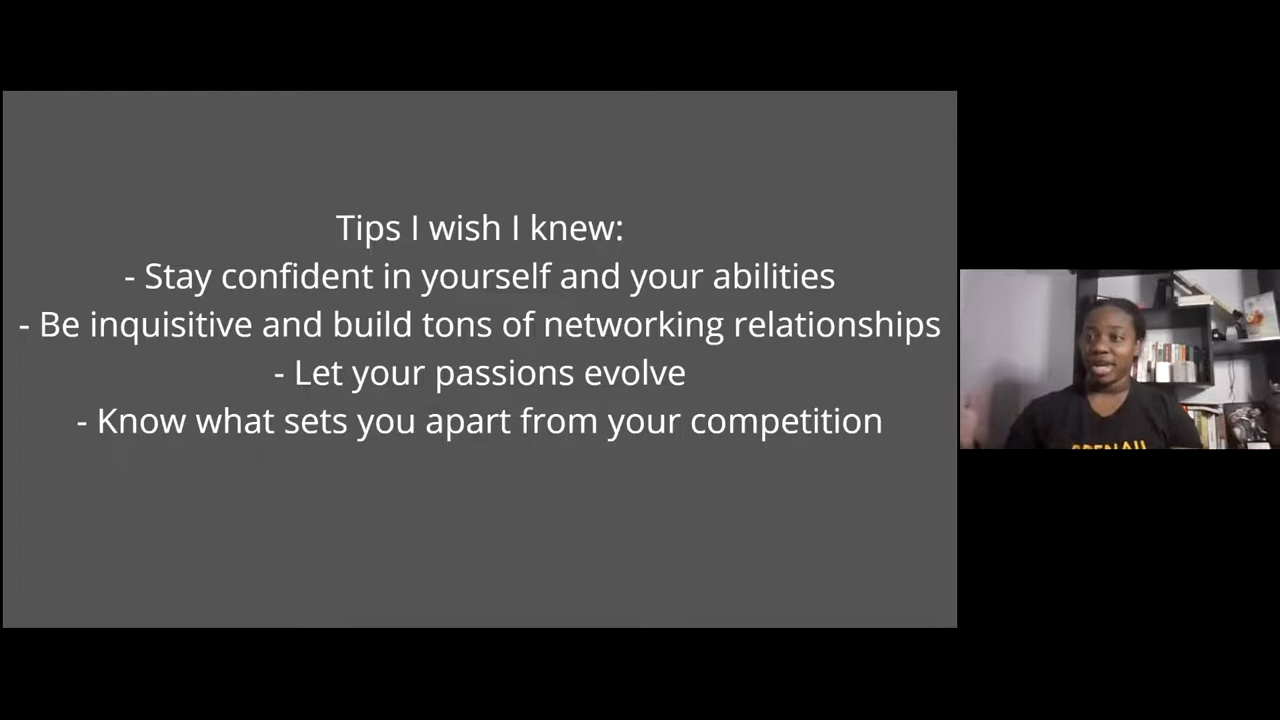 Tips I wish I knew:
- Stay confident in yourself and your abilities
- Be inquisitive and build tons of networking relationships
- Let your passions evolve
- Know what sets you apart from your competition